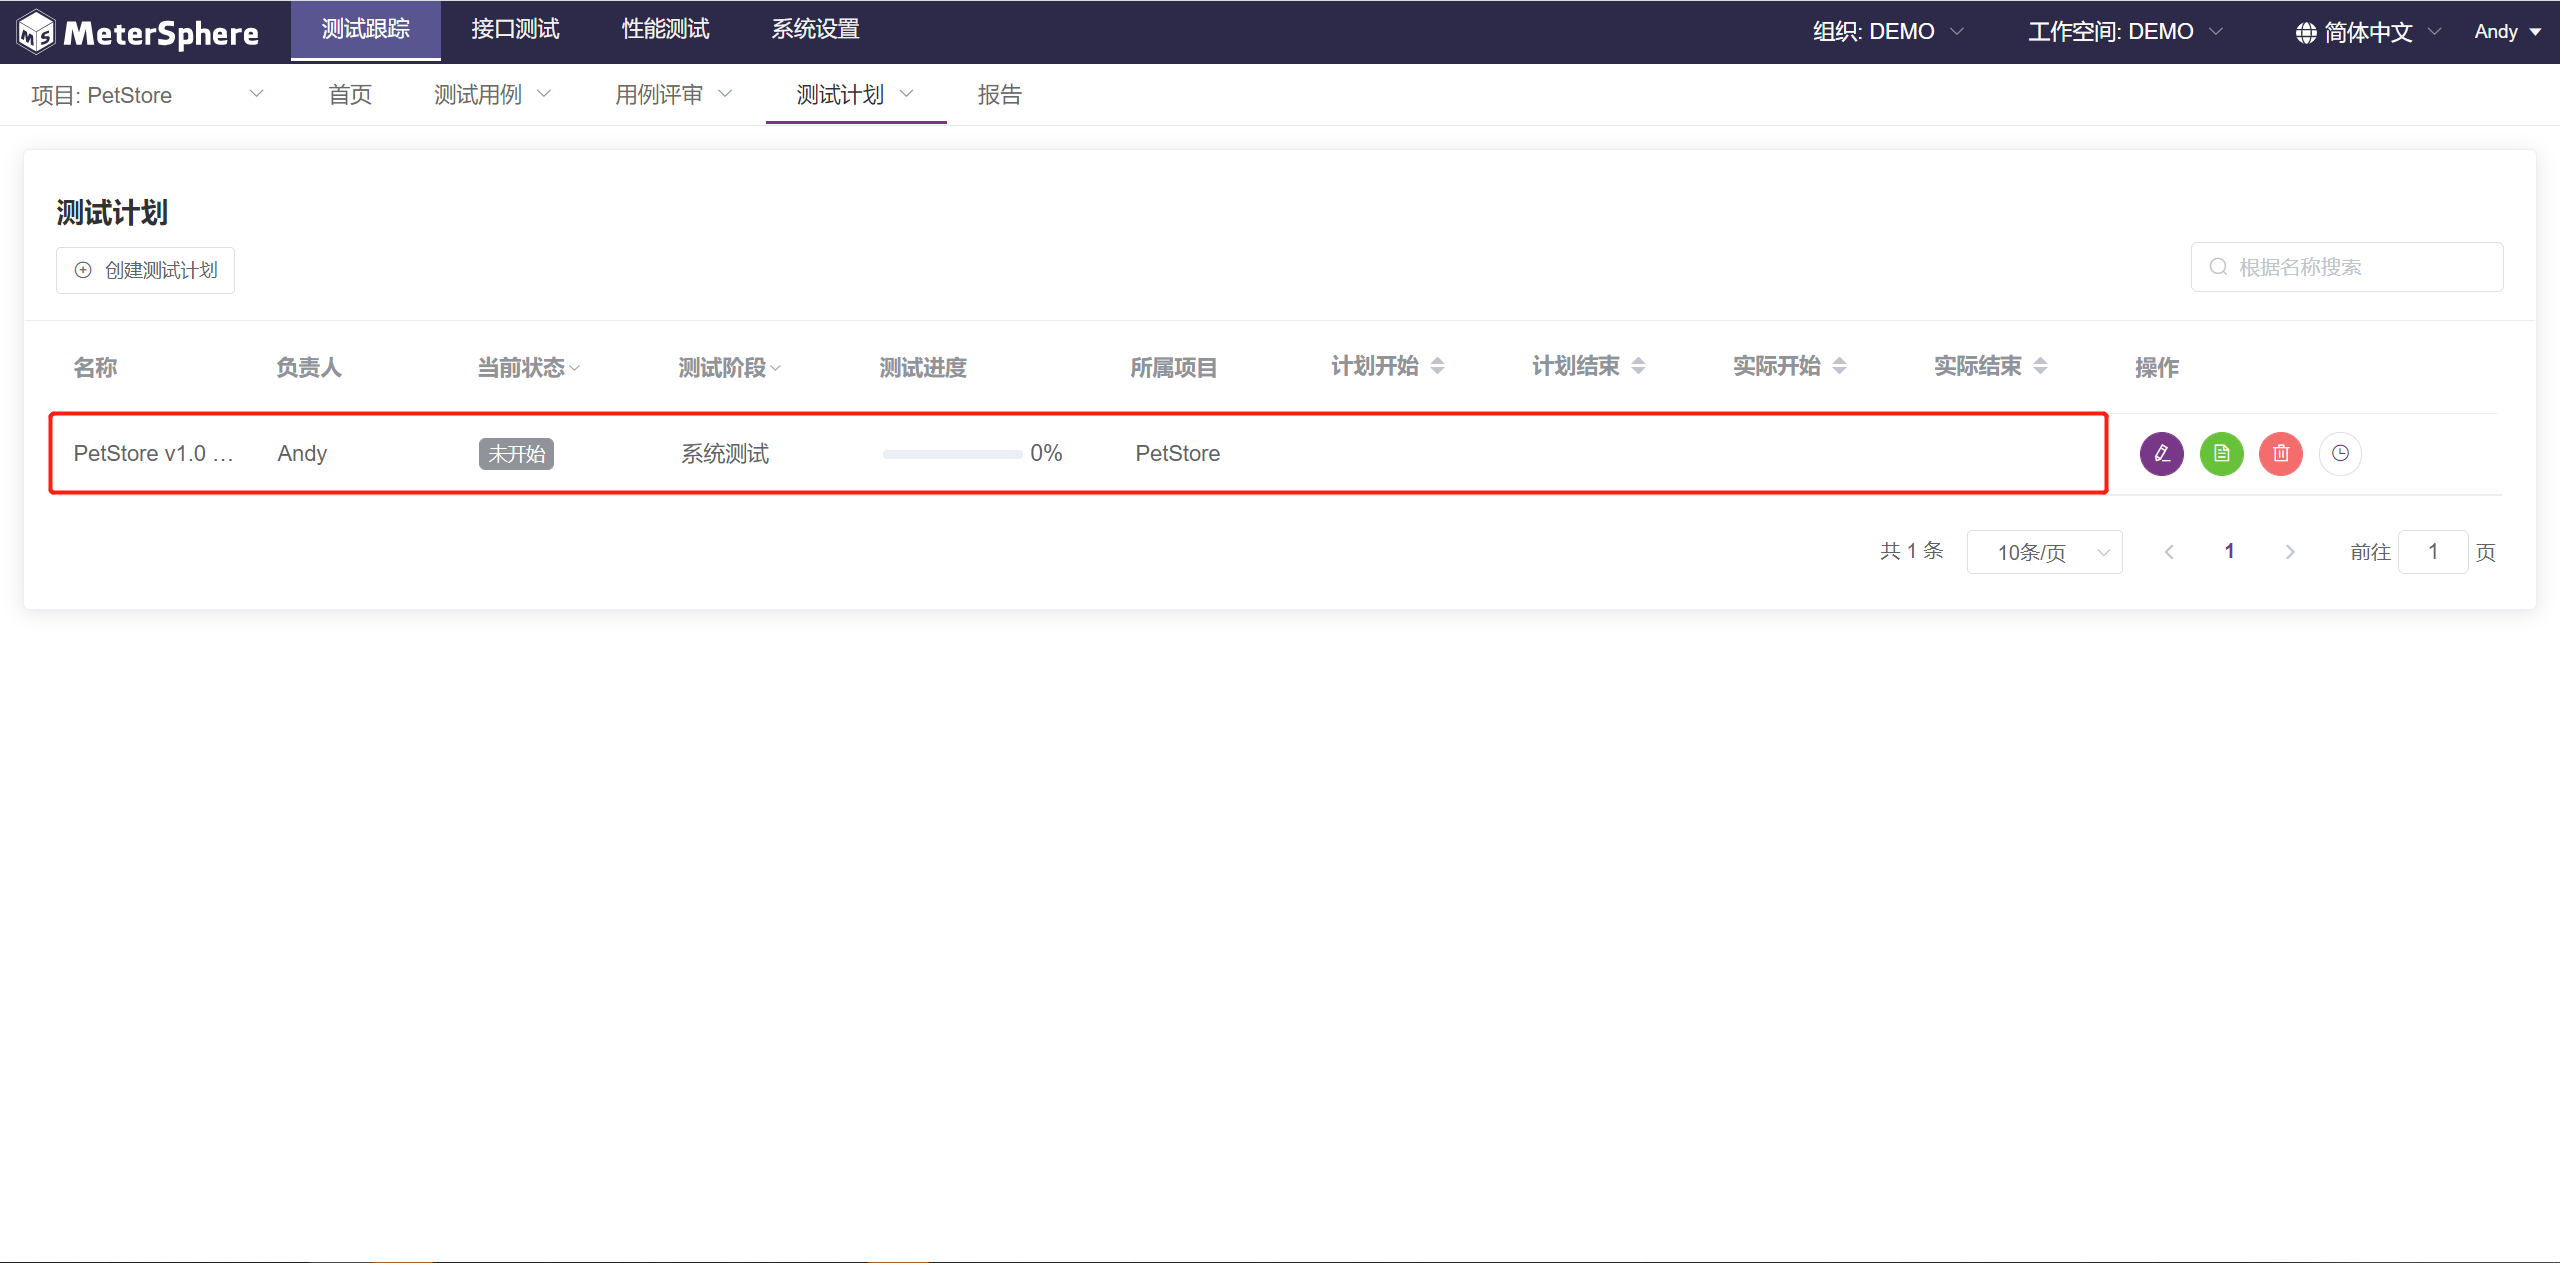 MS MeterSphere 测试跟踪 接口测试 性能测试 系统设置 组织: DEMO 工作空间: DEMO 简体中文 Andy
项目: PetStore 首页 测试用例 用例评审 测试计划 报告
测试计划
创建测试计划
根据名称搜索
名称 负责人 当前状态 测试阶段 测试进度 所属项目 计划开始 计划结束 实际开始 实际结束 操作
PetStore v1.0 ... Andy 未开始 系统测试 0% PetStore
共 1 条 10条/页 1 前往 1 页